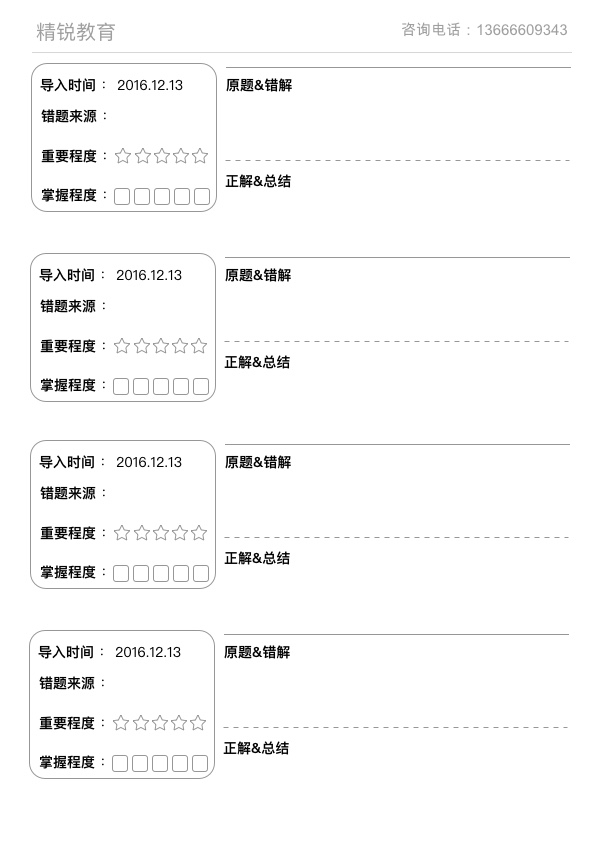 精锐教育
咨询电话：13666609343
导入时间： 2016.12.13
错题来源：
重要程度：
掌握程度：
原题&错解
正解&总结
导入时间： 2016.12.13
错题来源：
重要程度：
掌握程度：
原题&错解
正解&总结
导入时间： 2016.12.13
错题来源：
重要程度：
掌握程度：
原题&错解
正解&总结
导入时间： 2016.12.13
错题来源：
重要程度：
掌握程度：
原题&错解
正解&总结